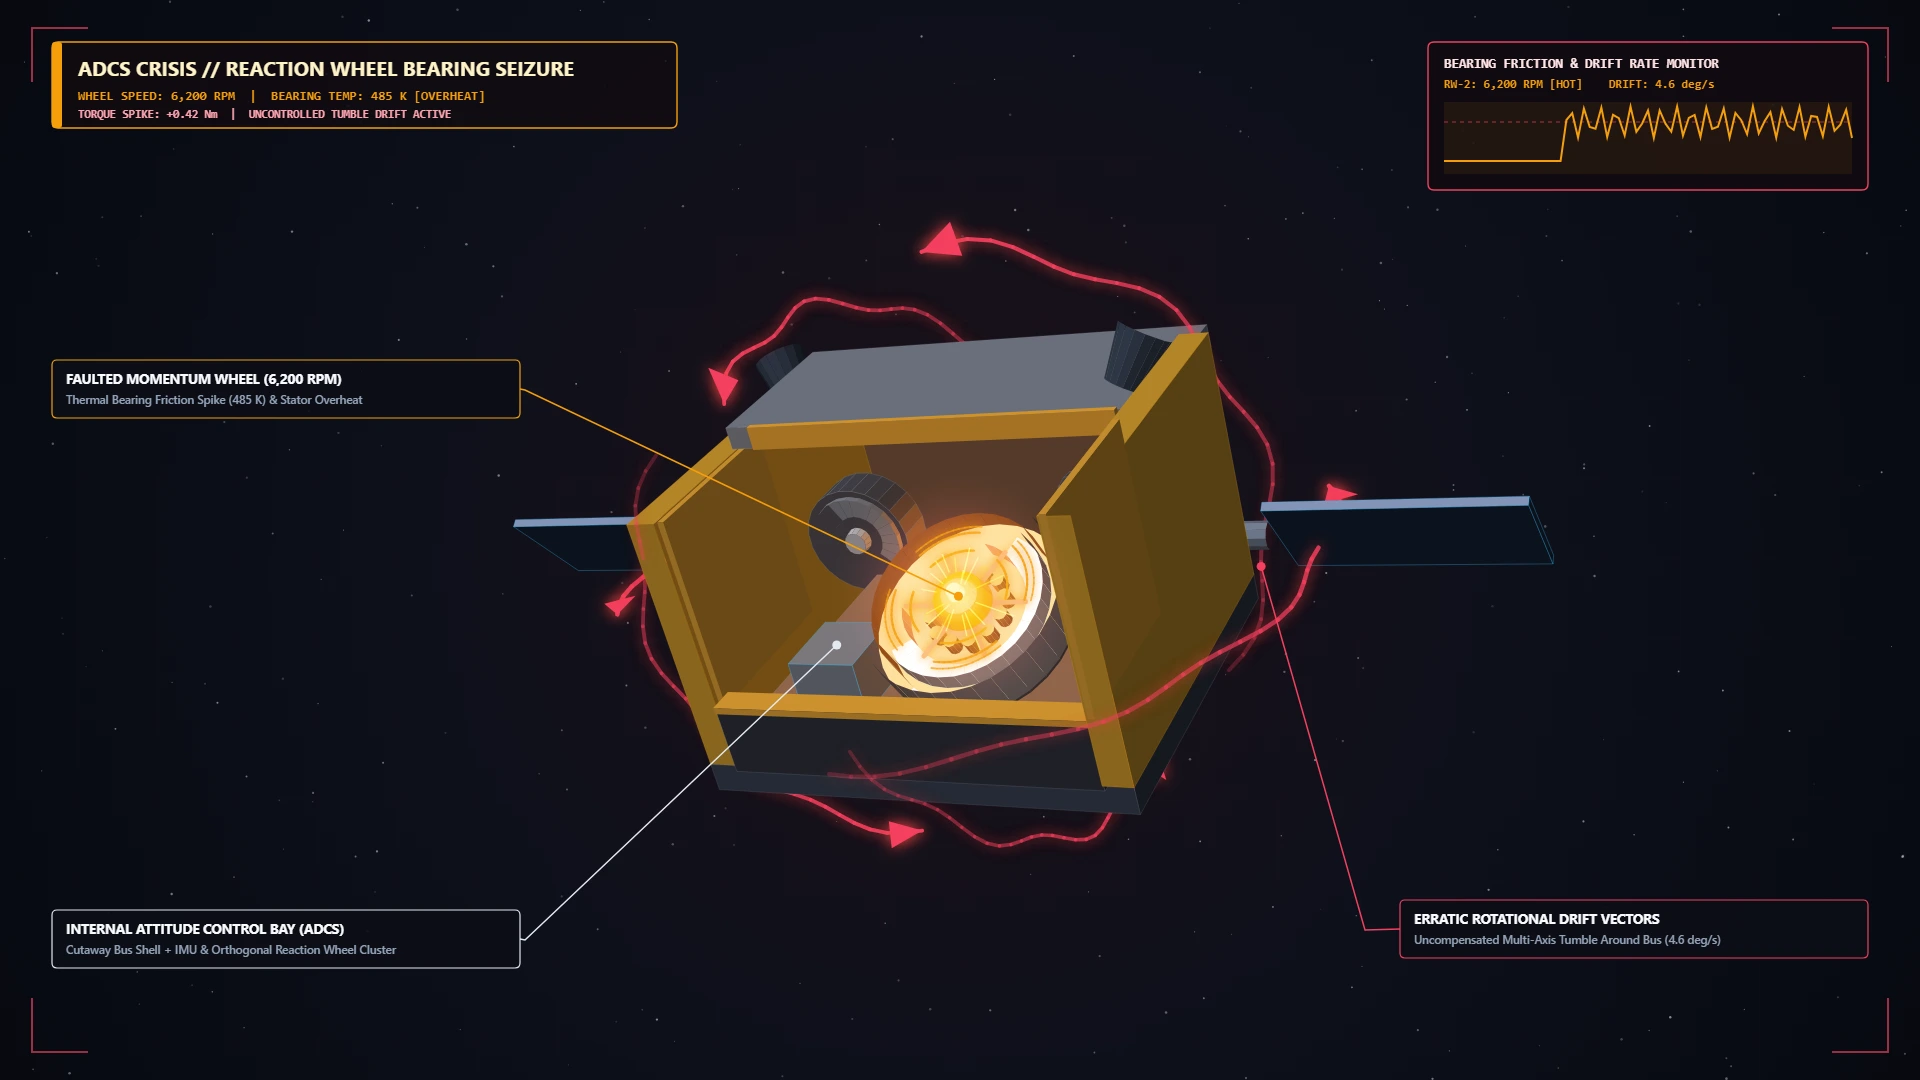 ADCS CRISIS // REACTION WHEEL BEARING SEIZURE
WHEEL SPEED: 6,200 RPM | BEARING TEMP: 485 K [OVERHEAT]
TORQUE SPIKE: +0.42 Nm | UNCONTROLLED TUMBLE DRIFT ACTIVE
BEARING FRICTION & DRIFT RATE MONITOR
RW-2: 6,200 RPM [HOT] DRIFT: 4.6 deg/s
FAULTED MOMENTUM WHEEL (6,200 RPM)
Thermal Bearing Friction Spike (485 K) & Stator Overheat
INTERNAL ATTITUDE CONTROL BAY (ADCS)
Cutaway Bus Shell + IMU & Orthogonal Reaction Wheel Cluster
ERRATIC ROTATIONAL DRIFT VECTORS
Uncompensated Multi-Axis Tumble Around Bus (4.6 deg/s)